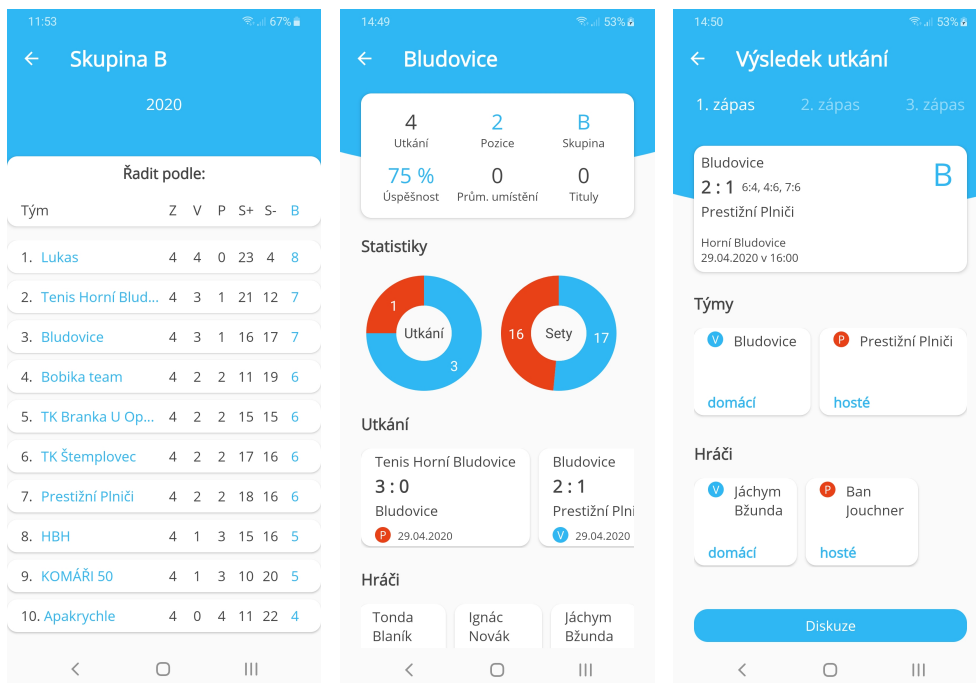 11:53
67%
Skupina B
2020
Řadit podle:
Tým Z V P S+ S- B
1. Lukas 4 4 0 23 4 8
2. Tenis Horní Blud... 4 3 1 21 12 7
3. Bludovice 4 3 1 16 17 7
4. Bobika team 4 2 2 11 19 6
5. TK Branka U Op... 4 2 2 15 15 6
6. TK Štemplovec 4 2 2 17 16 6
7. Prestižní Plniči 4 2 2 18 16 6
8. HBH 4 1 3 15 16 5
9. KOMÁŘI 50 4 1 3 10 20 5
10. Apakrychle 4 0 4 11 22 4
14:49
53%
Bludovice
4 2 B
Utkání Pozice Skupina
75 % 0 0
Úspěšnost Prům. umístění Tituly
Statistiky
1
Utkání
3
16
Sety
17
Utkání
Tenis Horní Bludovice
3 : 0
Bludovice
P 29.04.2020
Bludovice
2 : 1
Prestižní Plni
V 29.04.2020
Hráči
Tonda
Blaník
Ignác
Novák
Jáchym
Bžunda
14:50
53%
Výsledek utkání
1. zápas 2. zápas 3. zápas
Bludovice
2 : 1 6:4, 4:6, 7:6
B
Prestižní Plniči
Horní Bludovice
29.04.2020 v 16:00
Týmy
V Bludovice
domácí
P Prestižní Plniči
hosté
Hráči
V Jáchym
Bžunda
domácí
P Ban
Jouchner
hosté
Diskuze